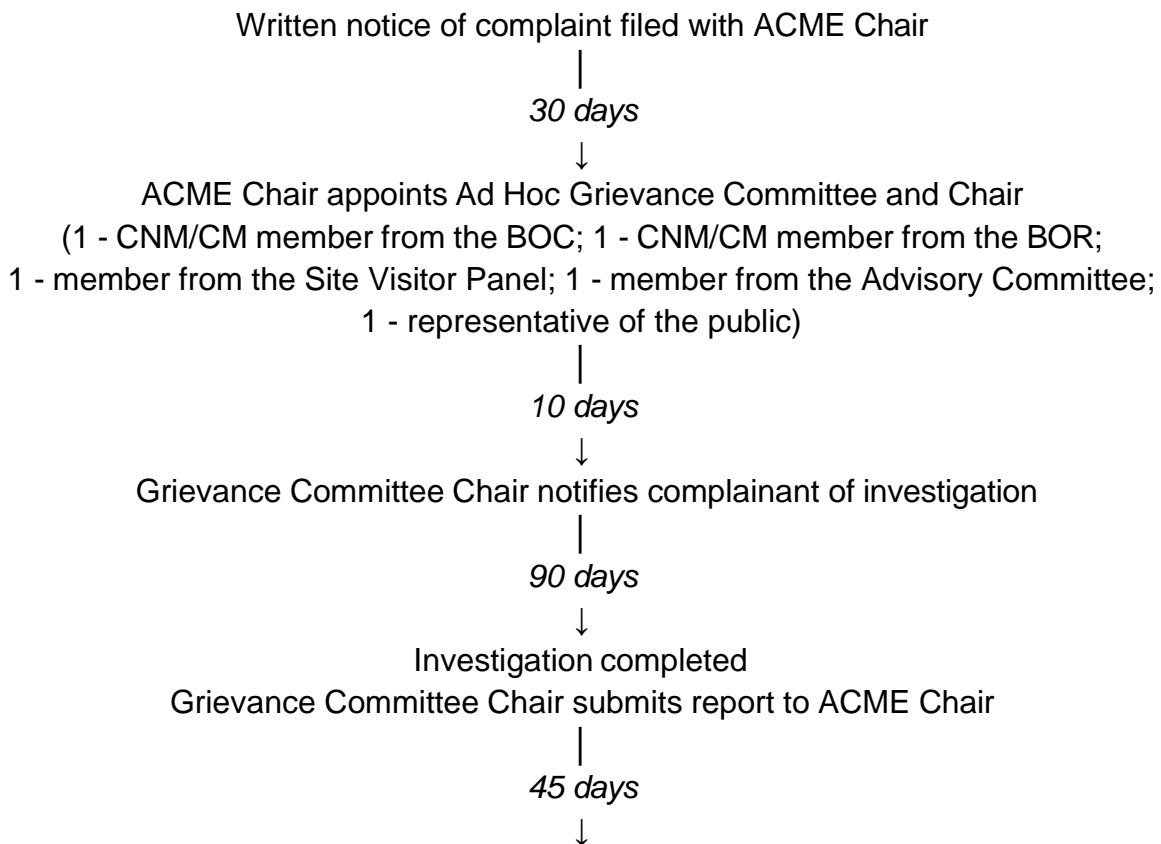 Written notice of complaint filed with ACME Chair
30 days
↓
ACME Chair appoints Ad Hoc Grievance Committee and Chair
(1 - CNM/CM member from the BOC; 1 - CNM/CM member from the BOR;
1 - member from the Site Visitor Panel; 1 - member from the Advisory Committee;
1 - representative of the public)
10 days
↓
Grievance Committee Chair notifies complainant of investigation
90 days
↓
Investigation completed
Grievance Committee Chair submits report to ACME Chair
45 days
↓